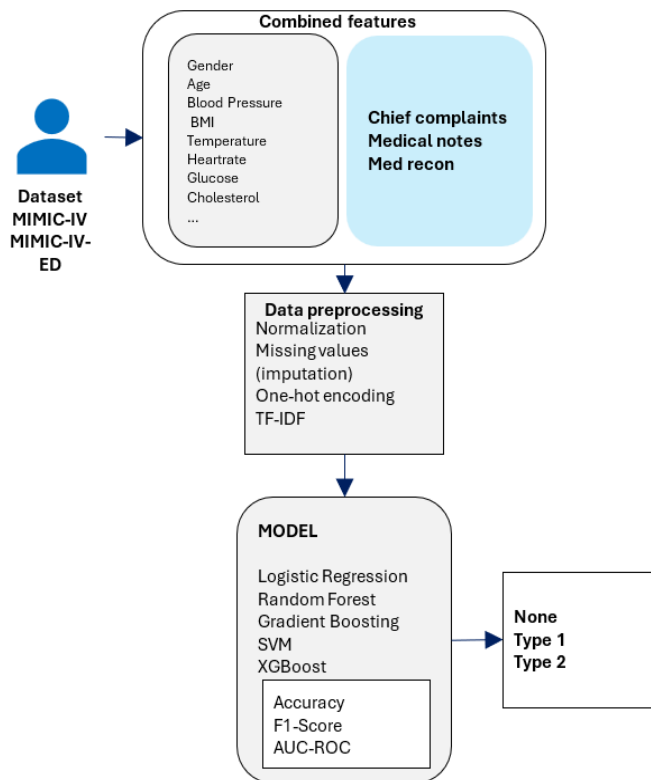 Combined features
Gender
Age
Blood Pressure
BMI
Temperature
Heartrate
Glucose
Cholesterol
...
Chief complaints
Medical notes
Med recon
Dataset
MIMIC-IV
MIMIC-IV-
ED
Data preprocessing
Normalization
Missing values
(imputation)
One-hot encoding
TF-IDF
MODEL
Logistic Regression
Random Forest
Gradient Boosting
SVM
XGBoost
Accuracy
F1-Score
AUC-ROC
None
Type 1
Type 2